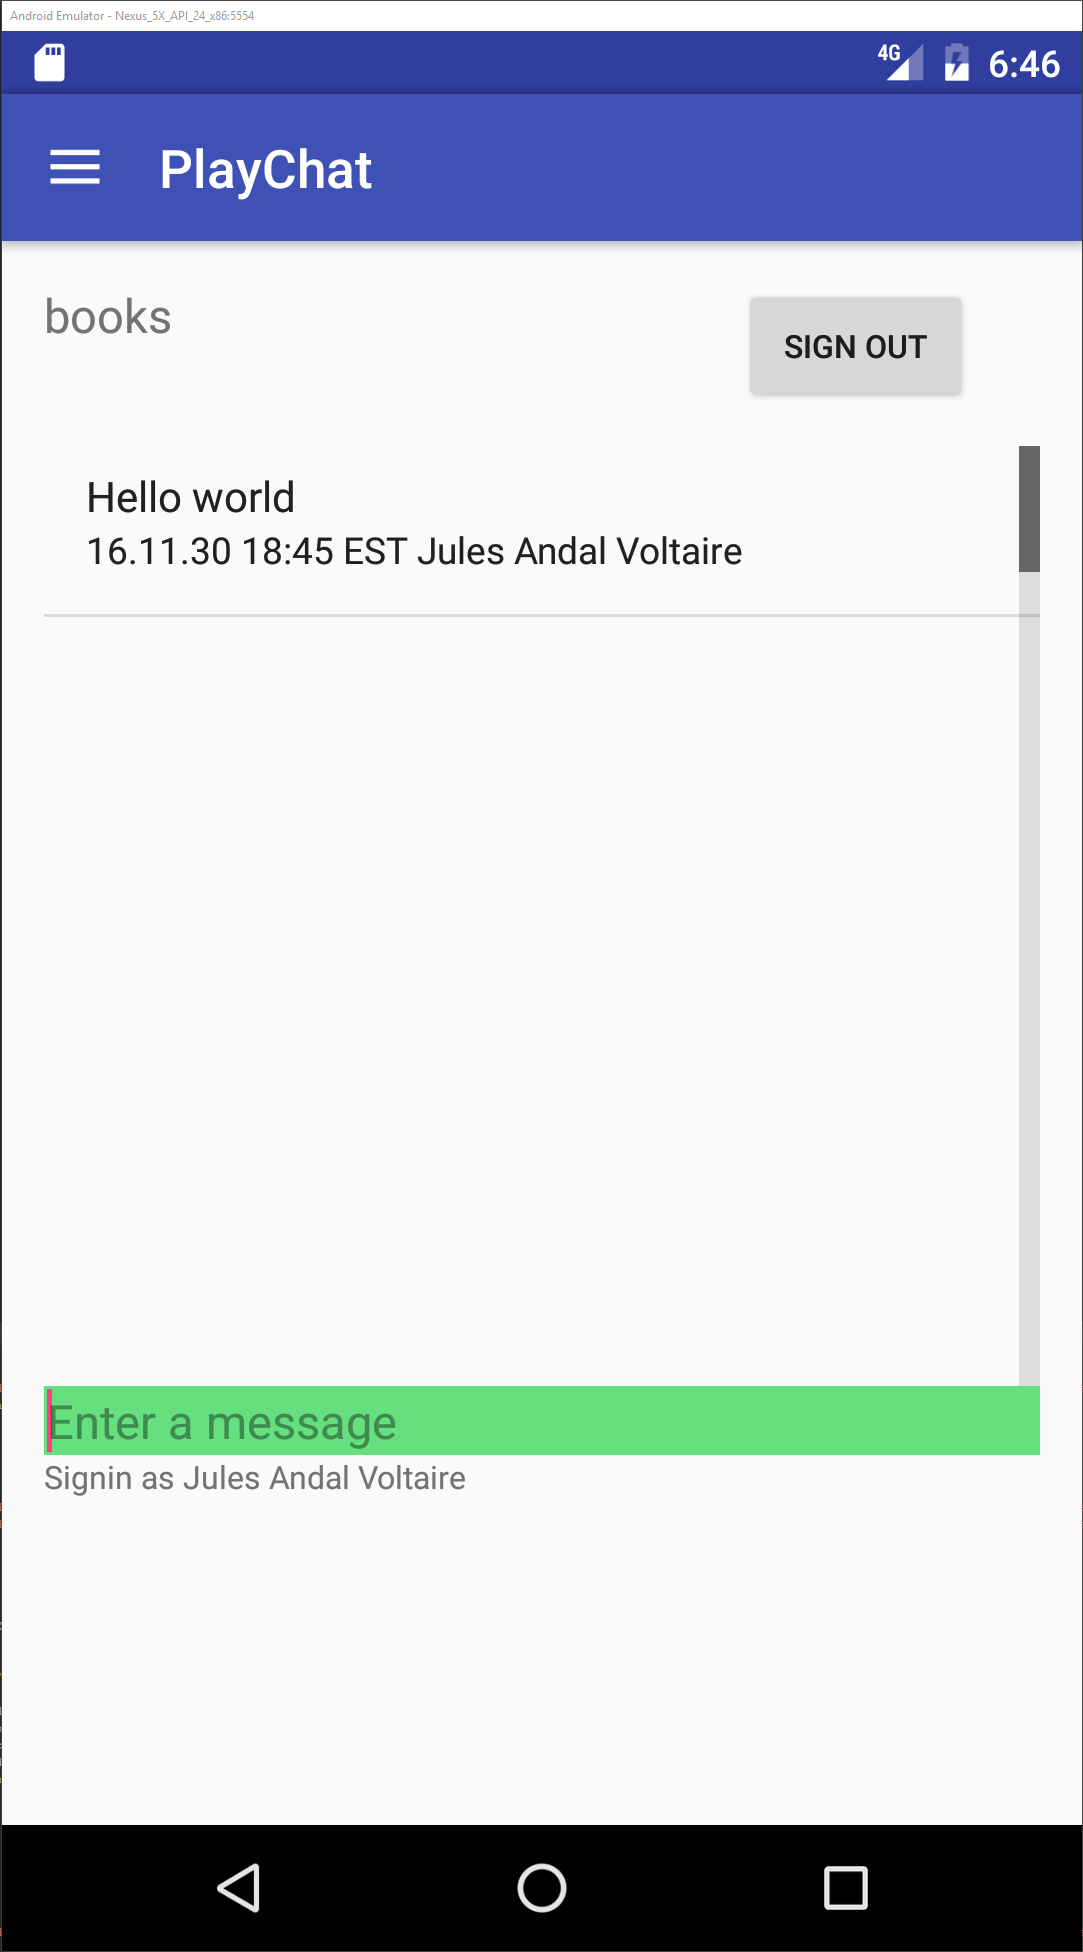 Android Emulator - Nexus_5X_API_24_x86:5554
4G 6:46
PlayChat
books
SIGN OUT
Hello world
16.11.30 18:45 EST Jules Andal Voltaire
Enter a message
Signin as Jules Andal Voltaire